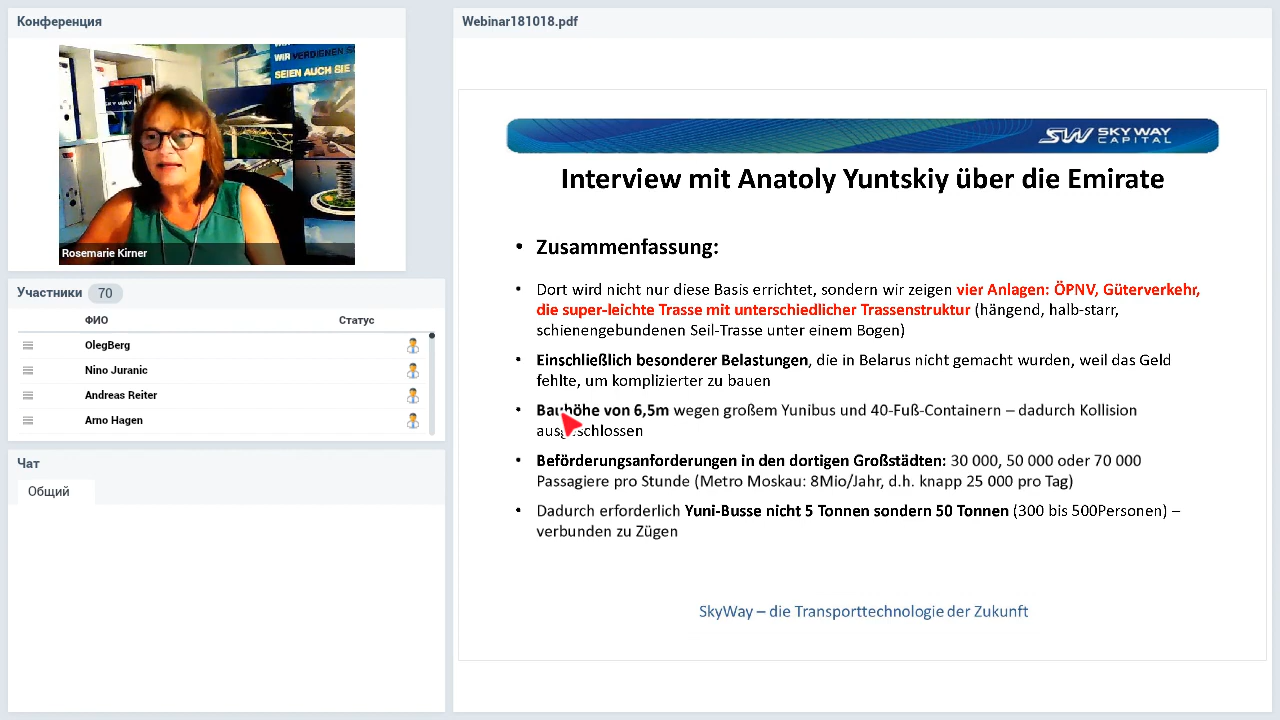 Конференция
WIR VERDIENEN
SEIEN AUCH SIE
SKY WAY
Rosemarie Kirner
Участники 70
ФИО Статус
OlegBerg
Nino Juranic
Andreas Reiter
Arno Hagen
Чат
Общий
Webinar181018.pdf
SW SKY WAY
CAPITAL
Interview mit Anatoly Yuntskiy über die Emirate
• Zusammenfassung:
• Dort wird nicht nur diese Basis errichtet, sondern wir zeigen vier Anlagen: ÖPNV, Güterverkehr,
die super-leichte Trasse mit unterschiedlicher Trassenstruktur (hängend, halb-starr,
schienengebundenen Seil-Trasse unter einem Bogen)
• Einschließlich besonderer Belastungen, die in Belarus nicht gemacht wurden, weil das Geld
fehlte, um komplizierter zu bauen
• Bauhöhe von 6,5m wegen großem Yunibus und 40-Fuß-Containern – dadurch Kollision
ausgeschlossen
• Beförderungsanforderungen in den dortigen Großstädten: 30 000, 50 000 oder 70 000
Passagiere pro Stunde (Metro Moskau: 8Mio/Jahr, d.h. knapp 25 000 pro Tag)
• Dadurch erforderlich Yuni-Busse nicht 5 Tonnen sondern 50 Tonnen (300 bis 500Personen) –
verbunden zu Zügen
SkyWay – die Transporttechnologie der Zukunft